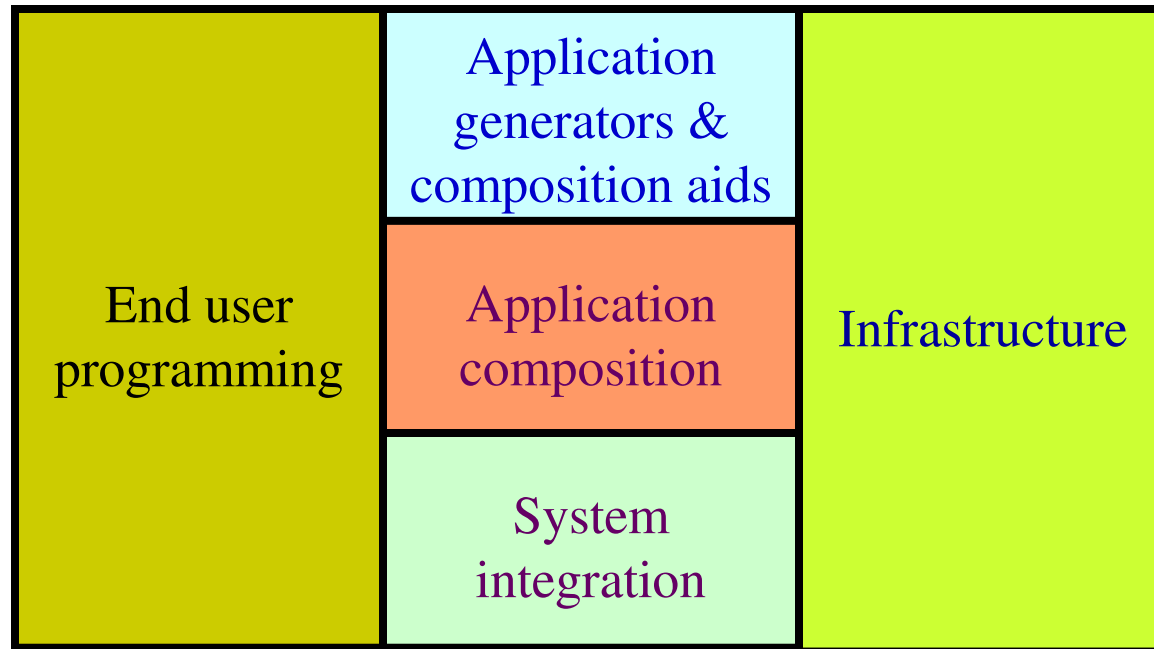 End user
programming
Application
generators &
composition aids
Application
composition
System
integration
Infrastructure